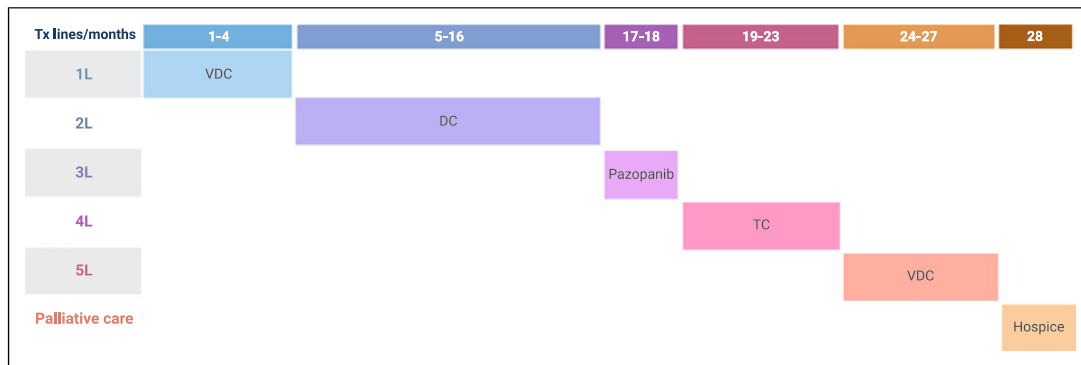 Tx lines/months 1-4 5-16 17-18 19-23 24-27 28
1L VDC
2L DC
3L Pazopanib
4L TC
5L VDC
Palliative care Hospice